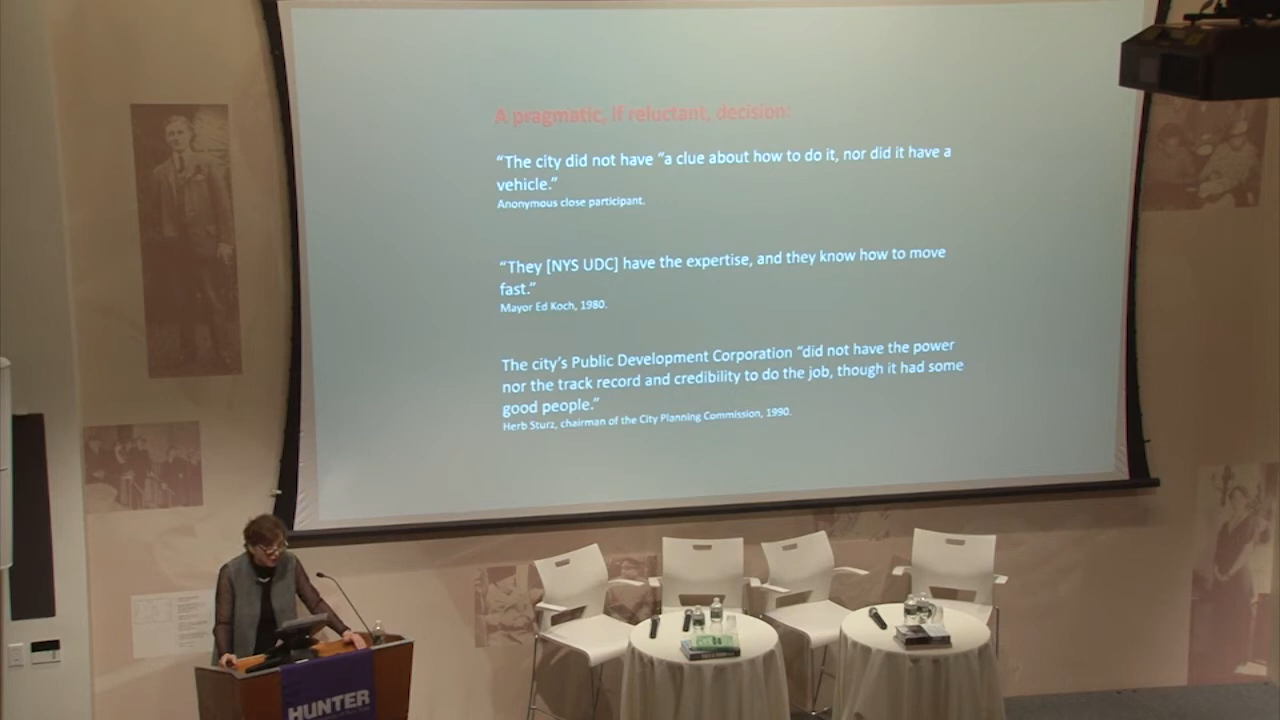 A pragmatic, if reluctant, decision:
“The city did not have “a clue about how to do it, nor did it have a
vehicle.”
Anonymous close participant.
“They [NYS UDC] have the expertise, and they know how to move
fast.”
Mayor Ed Koch, 1980.
The city’s Public Development Corporation “did not have the power
nor the track record and credibility to do the job, though it had some
good people.”
Herb Sturz, chairman of the City Planning Commission, 1990.
HUNTER